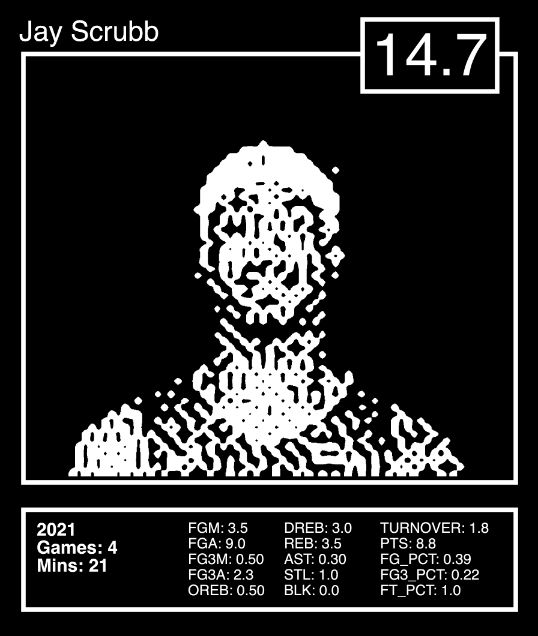 Jay Scrubb
14.7
2021
Games: 4
Mins: 21
FGM: 3.5
FGA: 9.0
FG3M: 0.50
FG3A: 2.3
OREB: 0.50
DREB: 3.0
REB: 3.5
AST: 0.30
STL: 1.0
BLK: 0.0
TURNOVER: 1.8
PTS: 8.8
FG_PCT: 0.39
FG3_PCT: 0.22
FT_PCT: 1.0